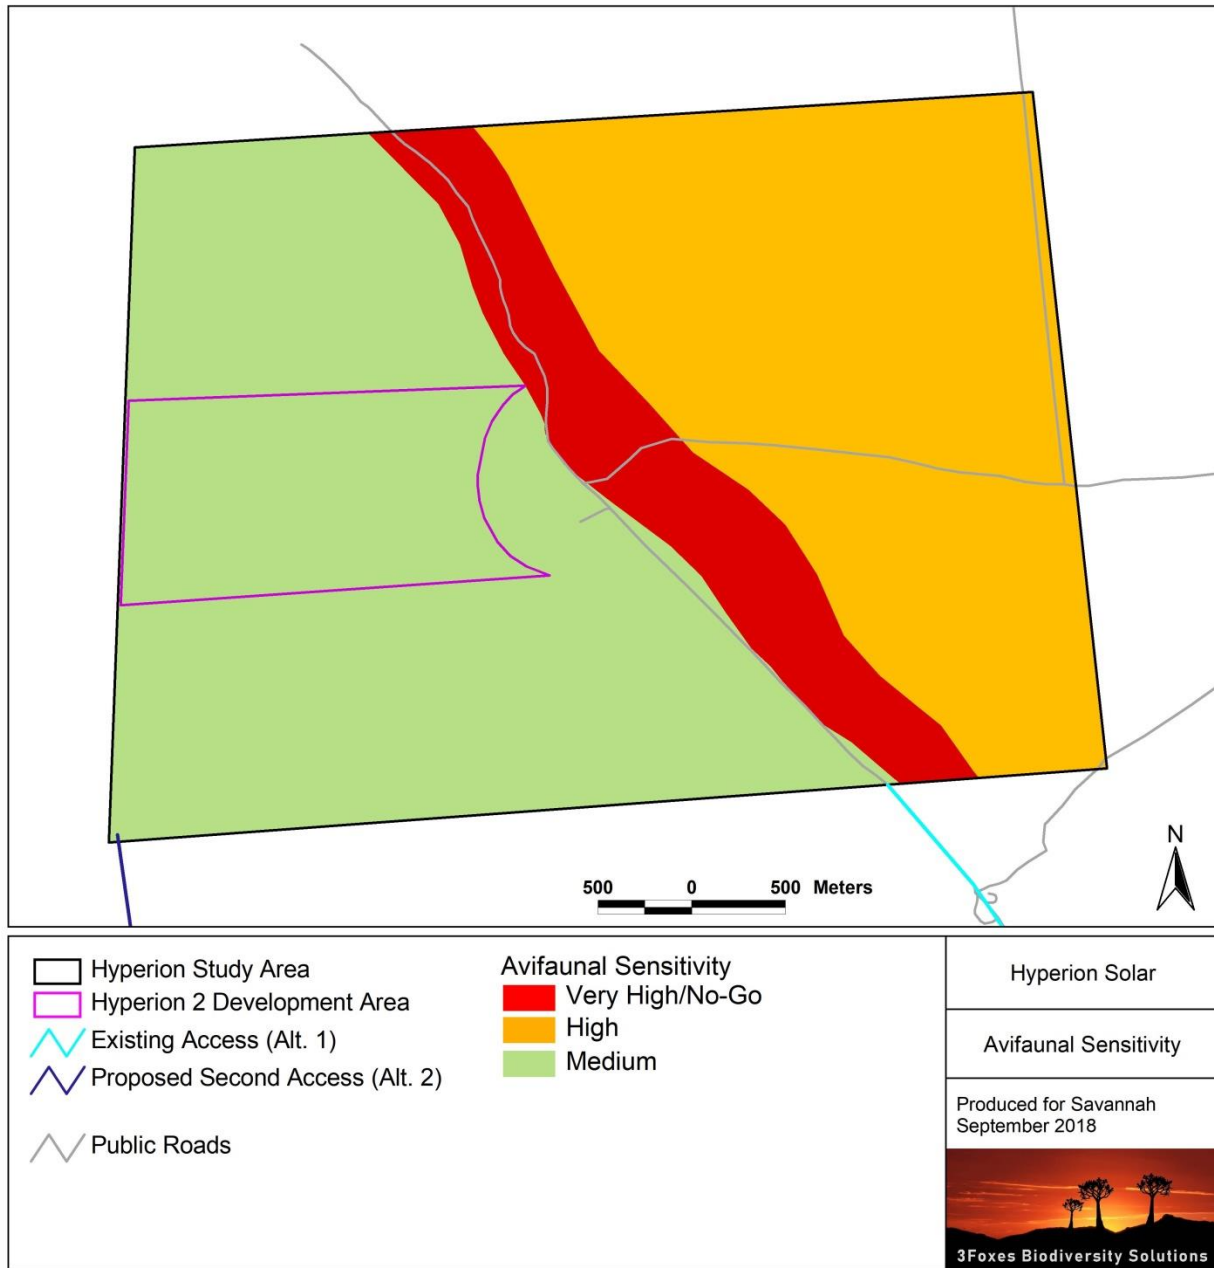 N
500 0 500 Meters
Hyperion Study Area
Hyperion 2 Development Area
Existing Access (Alt. 1)
Proposed Second Access (Alt. 2)
Public Roads
Avifaunal Sensitivity
Very High/No-Go
High
Medium
Hyperion Solar
Avifaunal Sensitivity
Produced for Savannah
September 2018
3Foxes Biodiversity Solutions